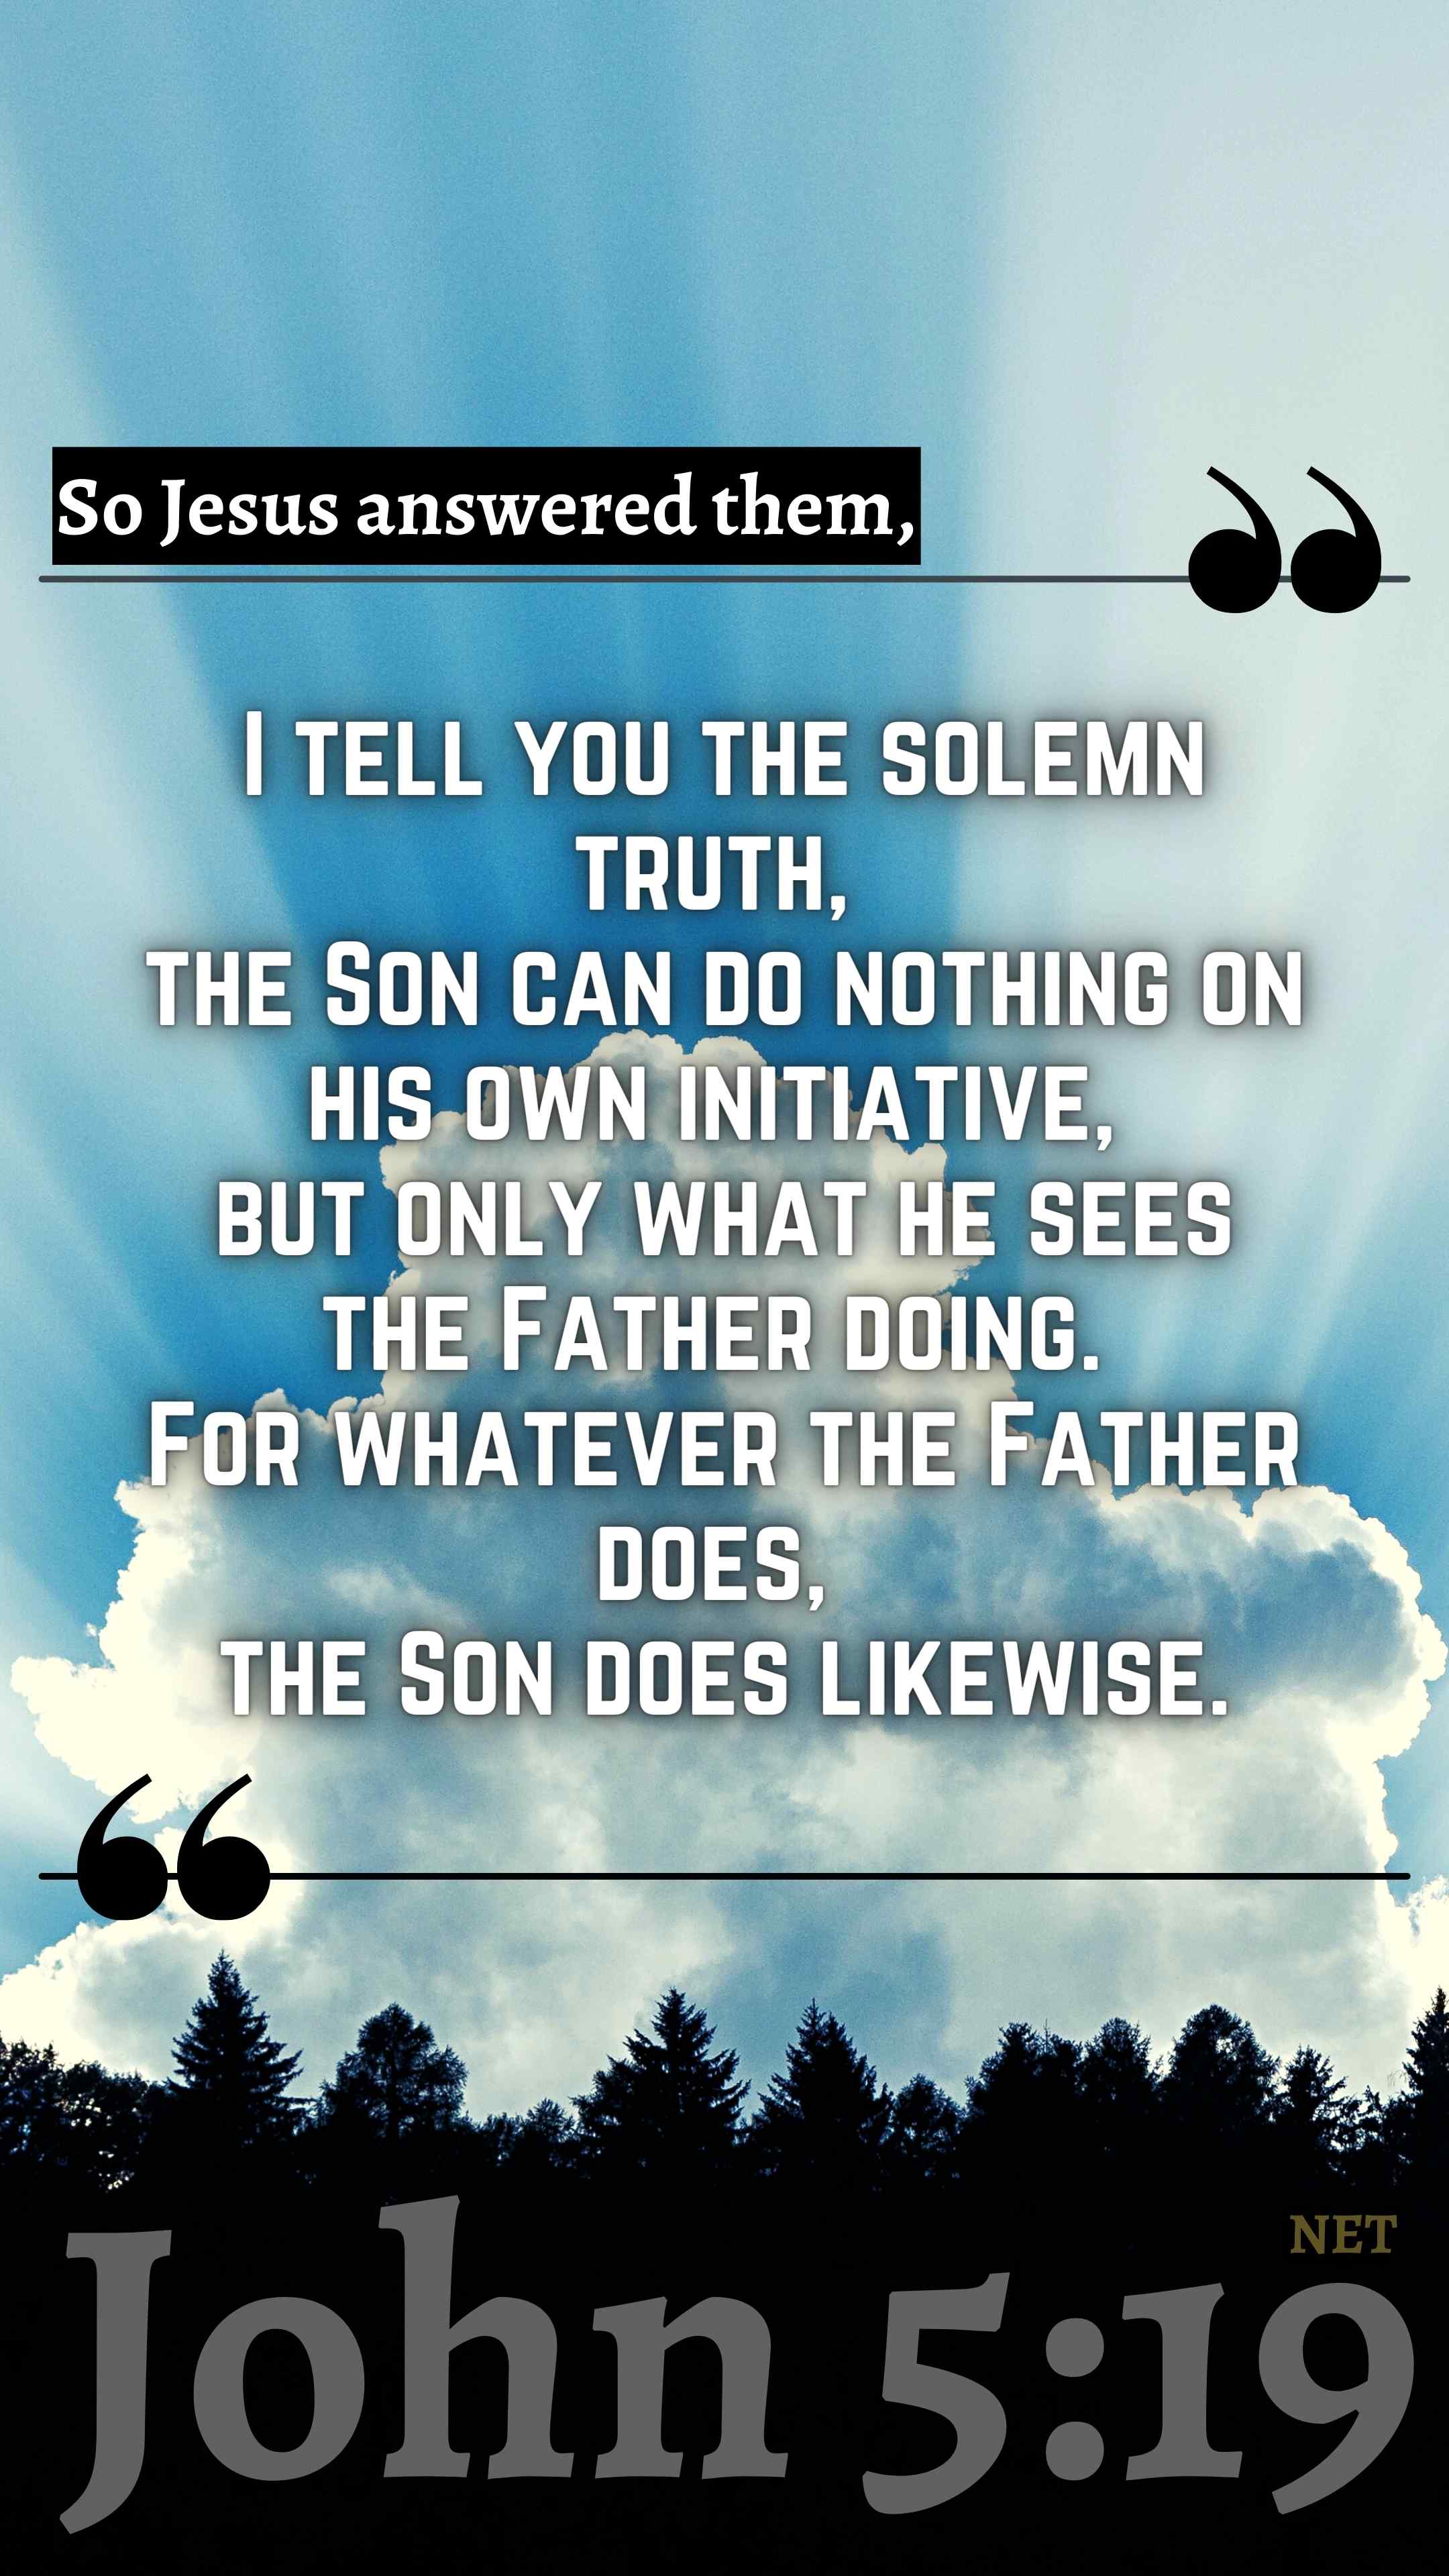 So Jesus answered them,
”
I tell you the solemn
truth,
the Son can do nothing on
his own initiative,
but only what he sees
the Father doing.
For whatever the Father
does,
the Son does likewise.
“
NET
John 5:19